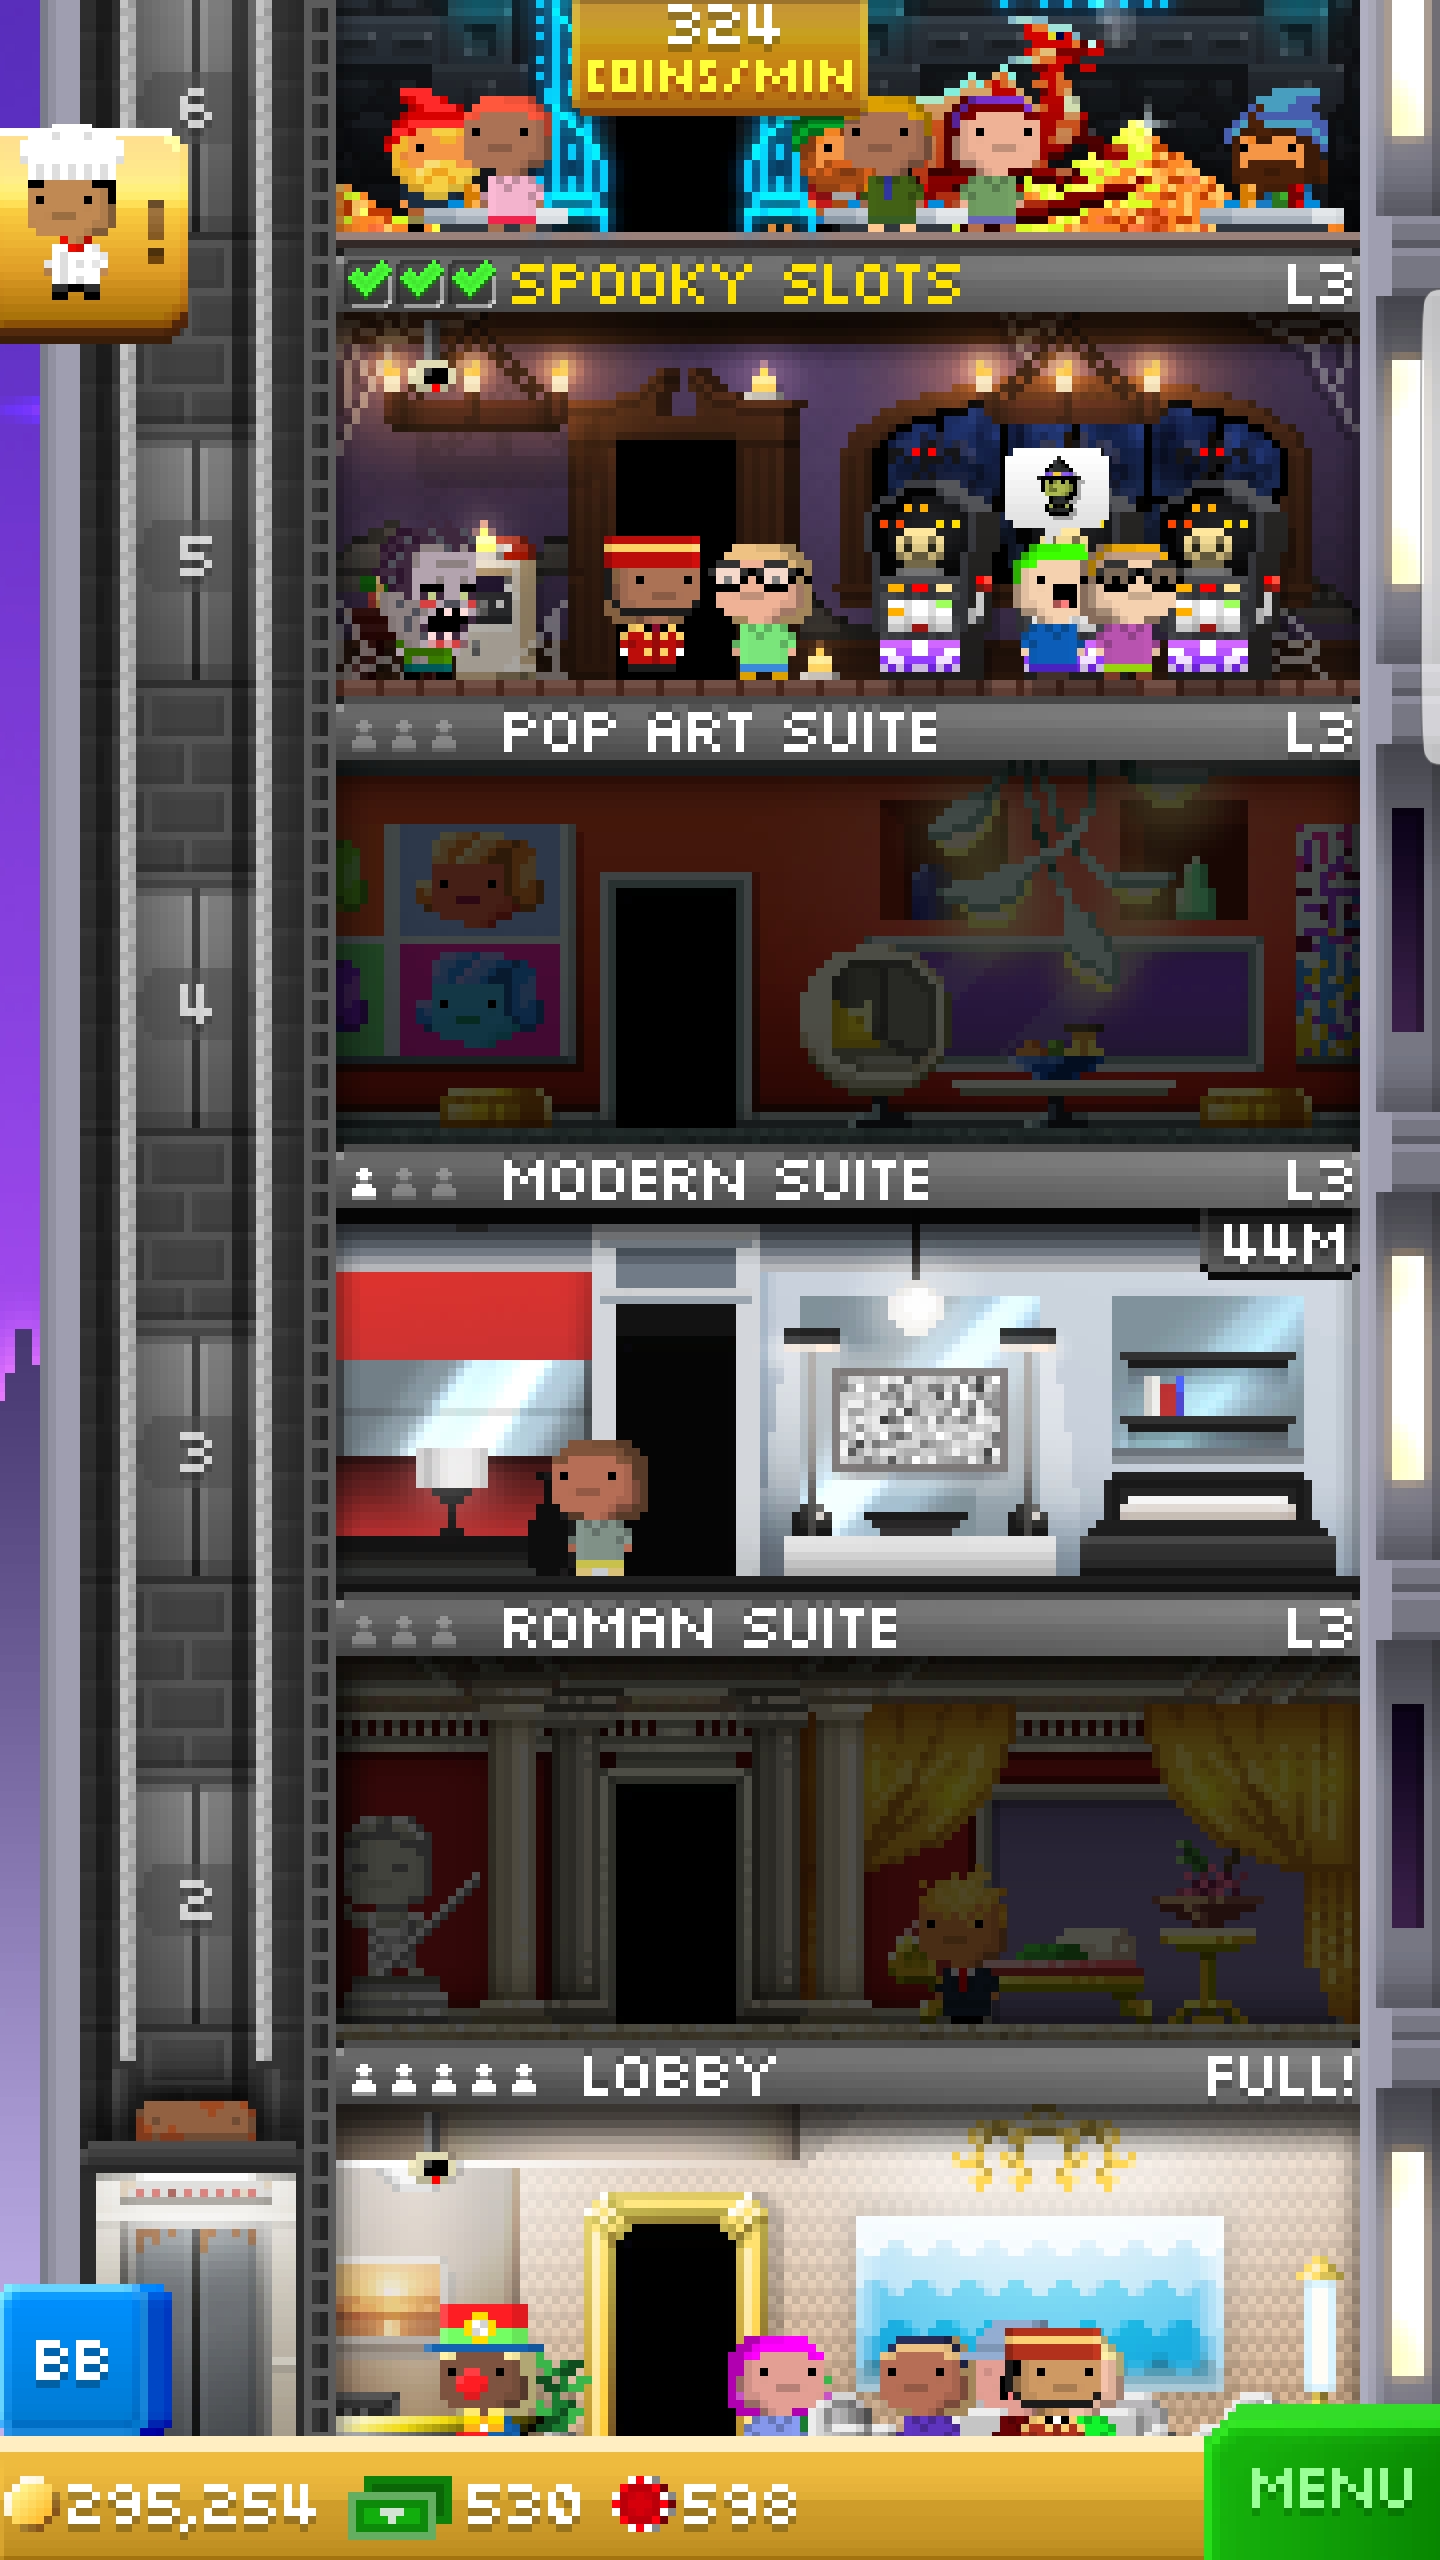 324
COINS/MIN
6
!
SPOOKY SLOTS L3
5
POP ART SUITE L3
4
MODERN SUITE L3
44M
3
ROMAN SUITE L3
2
LOBBY FULL!
BB
295,254 530 598
MENU